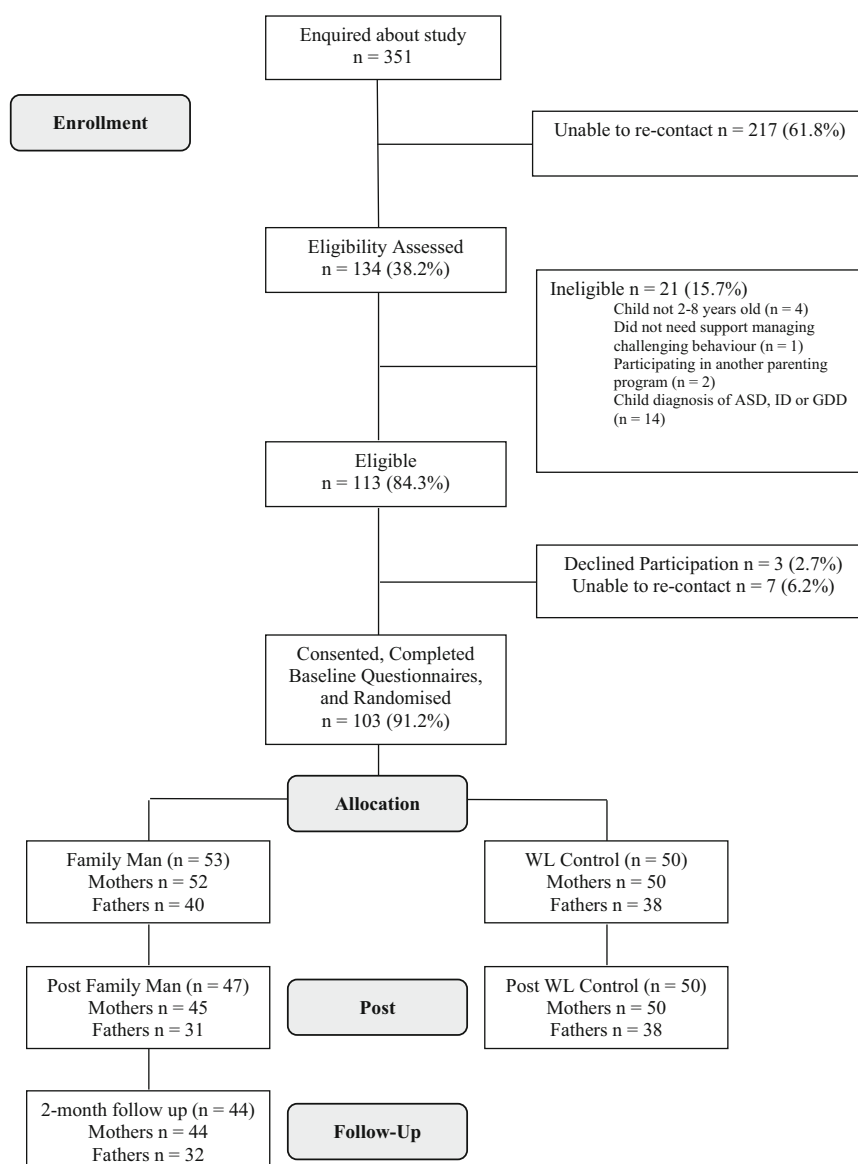 Enquired about study
n = 351
Enrollment
Unable to re-contact n = 217 (61.8%)
Eligibility Assessed
n = 134 (38.2%)
Ineligible n = 21 (15.7%)
Child not 2-8 years old (n = 4)
Did not need support managing
challenging behaviour (n = 1)
Participating in another parenting
program (n = 2)
Child diagnosis of ASD, ID or GDD
(n = 14)
Eligible
n = 113 (84.3%)
Declined Participation n = 3 (2.7%)
Unable to re-contact n = 7 (6.2%)
Consented, Completed
Baseline Questionnaires,
and Randomised
n = 103 (91.2%)
Allocation
Family Man (n = 53)
Mothers n = 52
Fathers n = 40
WL Control (n = 50)
Mothers n = 50
Fathers n = 38
Post Family Man (n = 47)
Mothers n = 45
Fathers n = 31
Post
Post WL Control (n = 50)
Mothers n = 50
Fathers n = 38
2-month follow up (n = 44)
Mothers n = 44
Fathers n = 32
Follow-Up